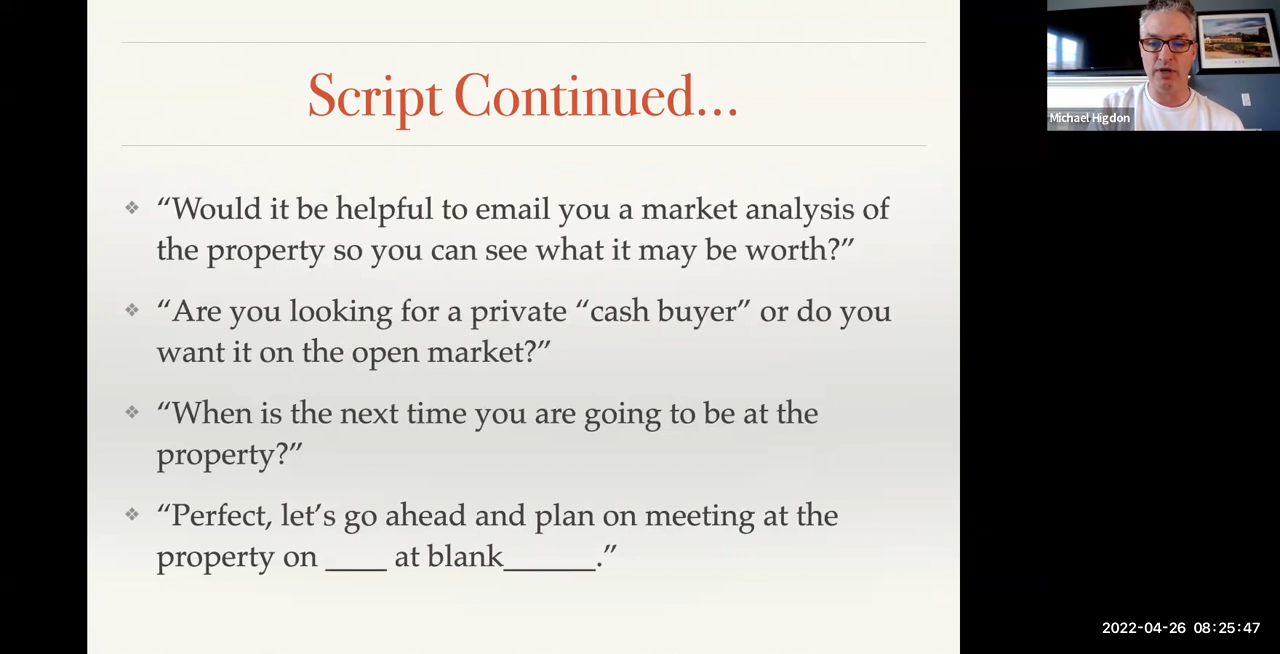 Script Continued...
“Would it be helpful to email you a market analysis of
the property so you can see what it may be worth?”
“Are you looking for a private “cash buyer” or do you
want it on the open market?”
“When is the next time you are going to be at the
property?”
“Perfect, let’s go ahead and plan on meeting at the
property on ____ at blank______.”
Michael Higdon
2022-04-26 08:25:47